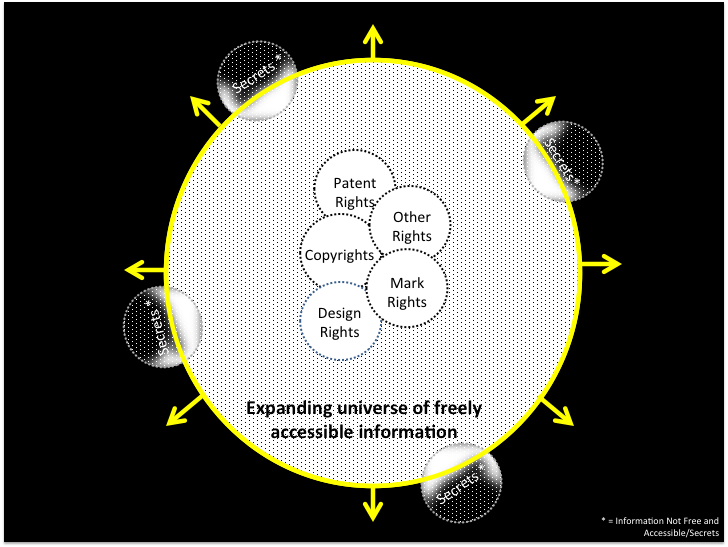 Secrets *
Secrets *
Patent
Rights
Other
Rights
Copyrights
Mark
Rights
Design
Rights
Secrets *
Expanding universe of freely
accessible information
Secrets *
* = Information Not Free and
Accessible/Secrets